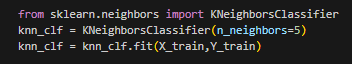 from sklearn.neighbors import KNeighborsClassifier
knn_clf = KNeighborsClassifier(n_neighbors=5)
knn_clf = knn_clf.fit(X_train,Y_train)